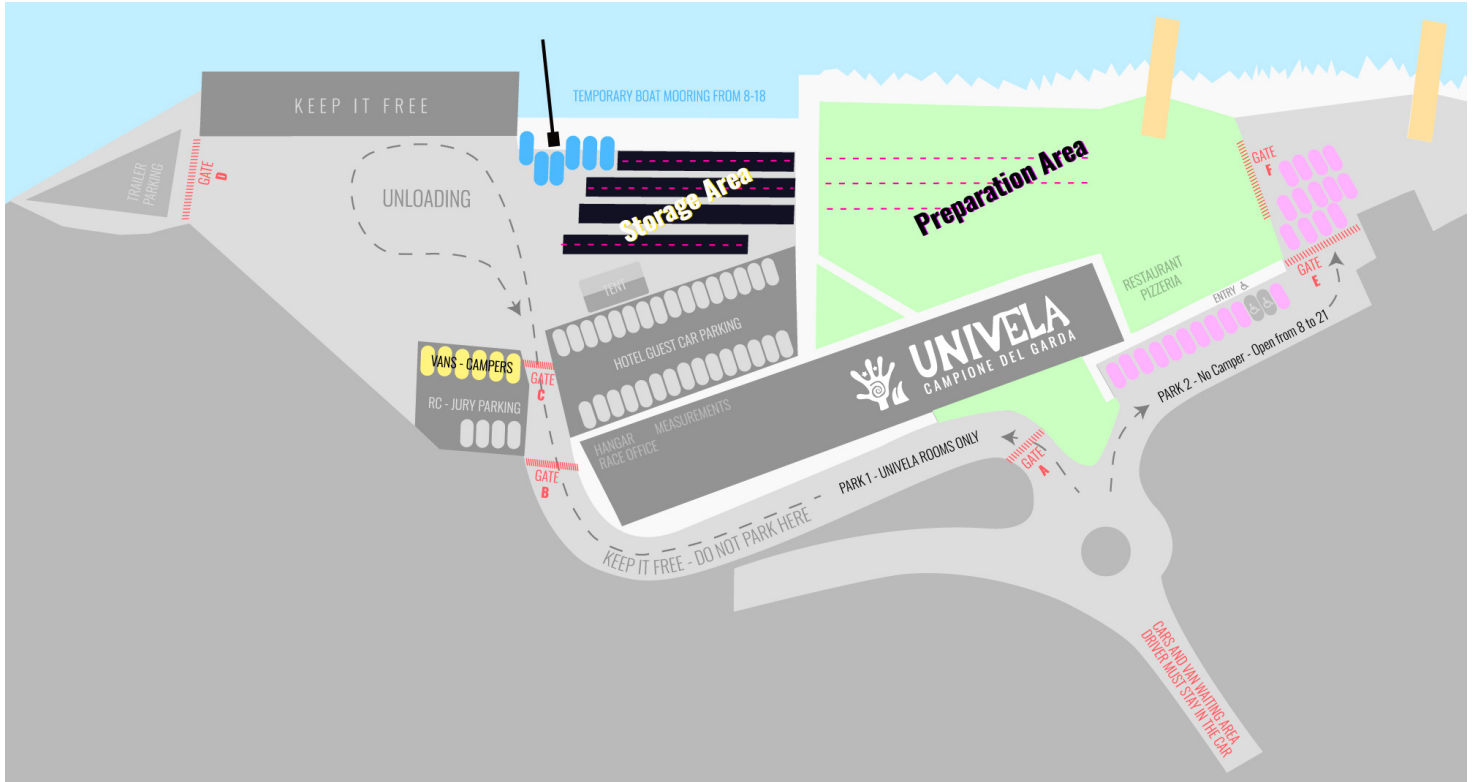 TEMPORARY BOAT MOORING FROM 8-18
KEEP IT FREE
TRAILER
PARKING
GATE
D
UNLOADING
Storage Area
Preparation Area
GATE
F
GATE
E
TENT
RESTAURANT
PIZZERIA
ENTRY
HOTEL GUEST CAR PARKING
UNIVELA
CAMPIONE DEL GARDA
VANS - CAMPERS
GATE
C
RC - JURY PARKING
GATE
B
HANGAR
RACE OFFICE
MEASUREMENTS
PARK 2 - No Camper - Open from 8 to 21
PARK 1 - UNIVELA ROOMS ONLY
GATE
A
KEEP IT FREE - DO NOT PARK HERE
CARS AND VAN WAITING AREA
DRIVER MUST STAY IN THE CAR